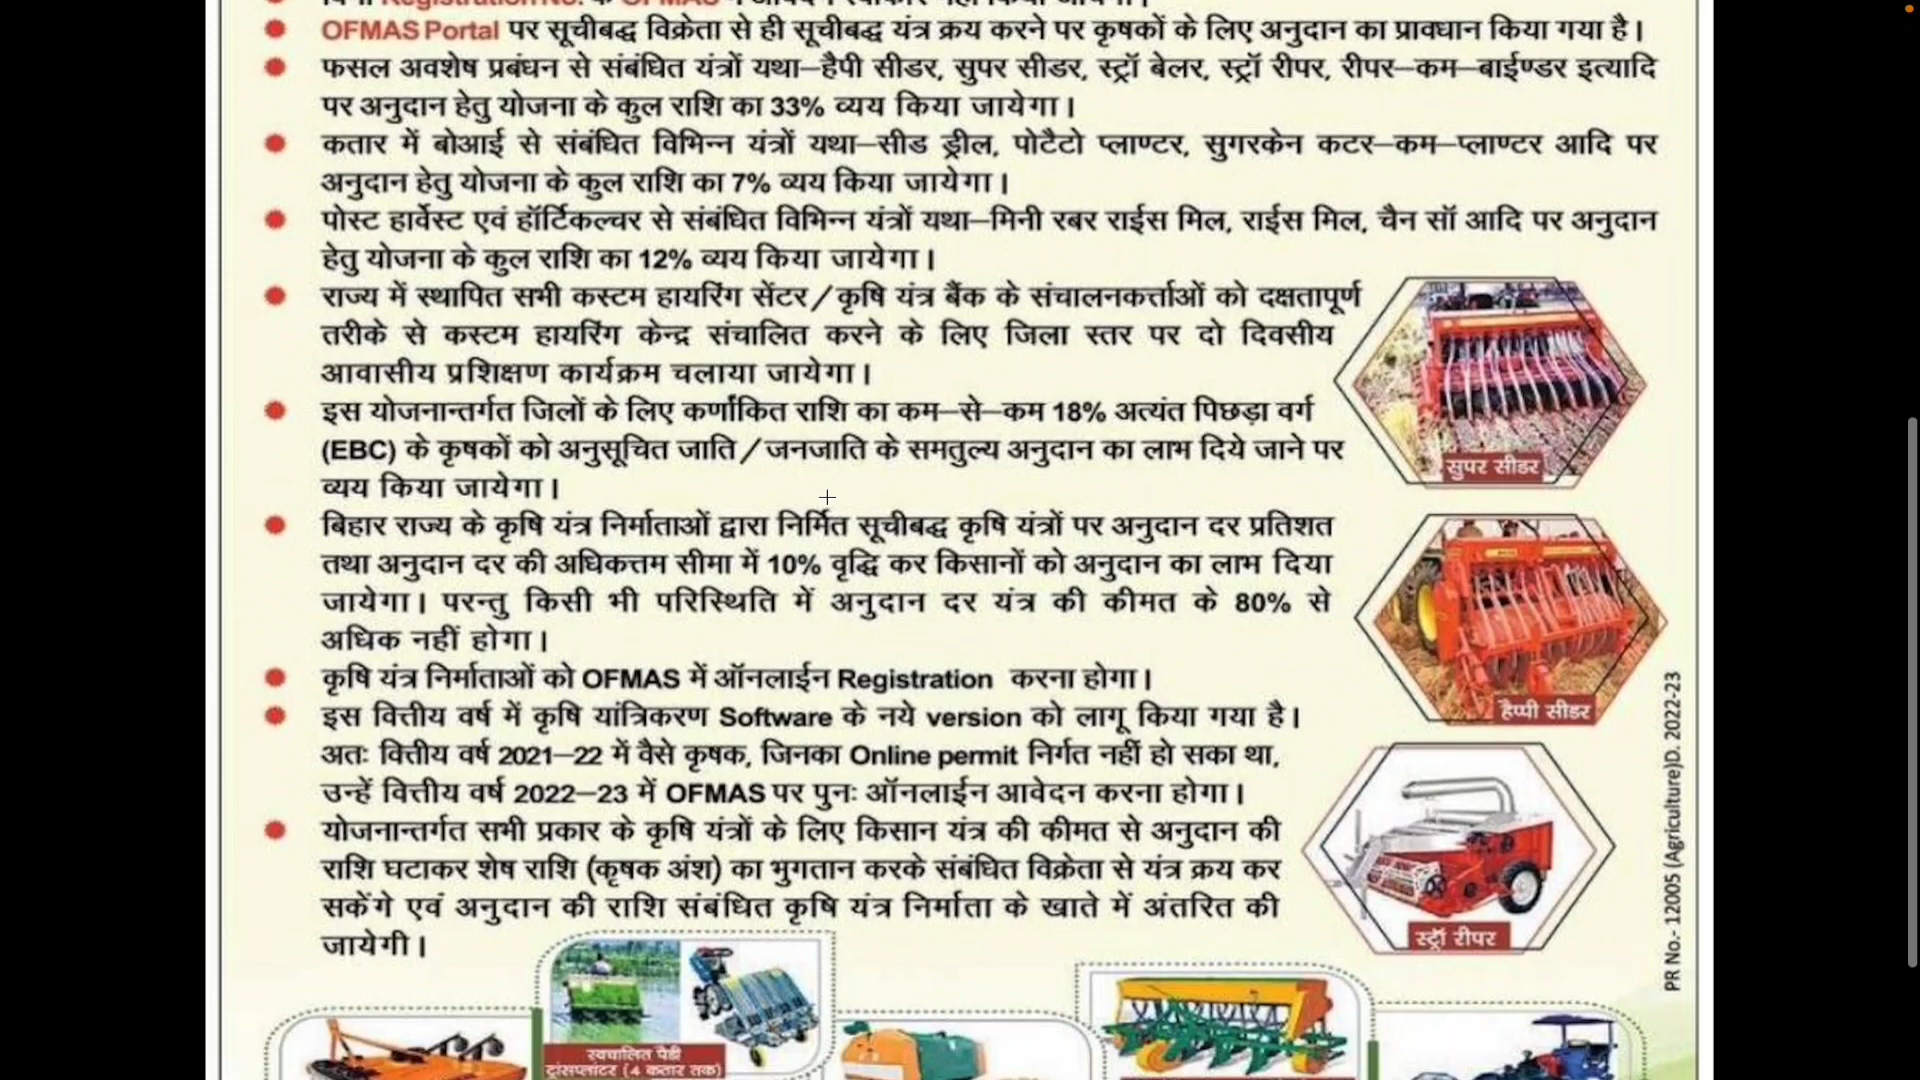 OFMAS Portal पर सूचीबद्ध विक्रेता से ही सूचीबद्ध यंत्र क्रय करने पर कृषकों के लिए अनुदान का प्रावधान किया गया है।
फसल अवशेष प्रबंधन से संबंधित यंत्रों यथा–हैपी सीडर, सुपर सीडर, स्ट्रॉ बेलर, स्ट्रॉ रीपर, रीपर–कम–बाईण्डर इत्यादि
पर अनुदान हेतु योजना के कुल राशि का 33% व्यय किया जायेगा।
कतार में बोआई से संबंधित विभिन्न यंत्रों यथा–सीड ड्रील, पोटैटो प्लाण्टर, सुगरकेन कटर–कम–प्लाण्टर आदि पर
अनुदान हेतु योजना के कुल राशि का 7% व्यय किया जायेगा।
पोस्ट हार्वेस्ट एवं हॉर्टिकल्चर से संबंधित विभिन्न यंत्रों यथा–मिनी रबर राईस मिल, राईस मिल, चैन सॉ आदि पर अनुदान
हेतु योजना के कुल राशि का 12% व्यय किया जायेगा।
राज्य में स्थापित सभी कस्टम हायरिंग सेंटर/कृषि यंत्र बैंक के संचालनकर्त्ताओं को दक्षतापूर्ण
तरीके से कस्टम हायरिंग केन्द्र संचालित करने के लिए जिला स्तर पर दो दिवसीय
आवासीय प्रशिक्षण कार्यक्रम चलाया जायेगा।
इस योजनान्तर्गत जिलों के लिए कर्णांकित राशि का कम–से–कम 18% अत्यंत पिछड़ा वर्ग
(EBC) के कृषकों को अनुसूचित जाति/जनजाति के समतुल्य अनुदान का लाभ दिये जाने पर
व्यय किया जायेगा।
सुपर सीडर
बिहार राज्य के कृषि यंत्र निर्माताओं द्वारा निर्मित सूचीबद्ध कृषि यंत्रों पर अनुदान दर प्रतिशत
तथा अनुदान दर की अधिकत्तम सीमा में 10% वृद्धि कर किसानों को अनुदान का लाभ दिया
जायेगा। परन्तु किसी भी परिस्थिति में अनुदान दर यंत्र की कीमत के 80% से
अधिक नहीं होगा।
कृषि यंत्र निर्माताओं को OFMAS में ऑनलाईन Registration करना होगा।
हैप्पी सीडर
इस वित्तीय वर्ष में कृषि यांत्रिकरण Software के नये version को लागू किया गया है।
अतः वित्तीय वर्ष 2021–22 में वैसे कृषक, जिनका Online permit निर्गत नहीं हो सका था,
उन्हें वित्तीय वर्ष 2022–23 में OFMAS पर पुनः ऑनलाईन आवेदन करना होगा।
योजनान्तर्गत सभी प्रकार के कृषि यंत्रों के लिए किसान यंत्र की कीमत से अनुदान की
राशि घटाकर शेष राशि (कृषक अंश) का भुगतान करके संबंधित विक्रेता से यंत्र क्रय कर
सकेंगे एवं अनुदान की राशि संबंधित कृषि यंत्र निर्माता के खाते में अंतरित की
जायेगी।
स्ट्रॉ रीपर
PR No.- 12005 (Agriculture)D. 2022-23
स्वचालित पैडी
ट्रांसप्लांटर (4 कतार तक)